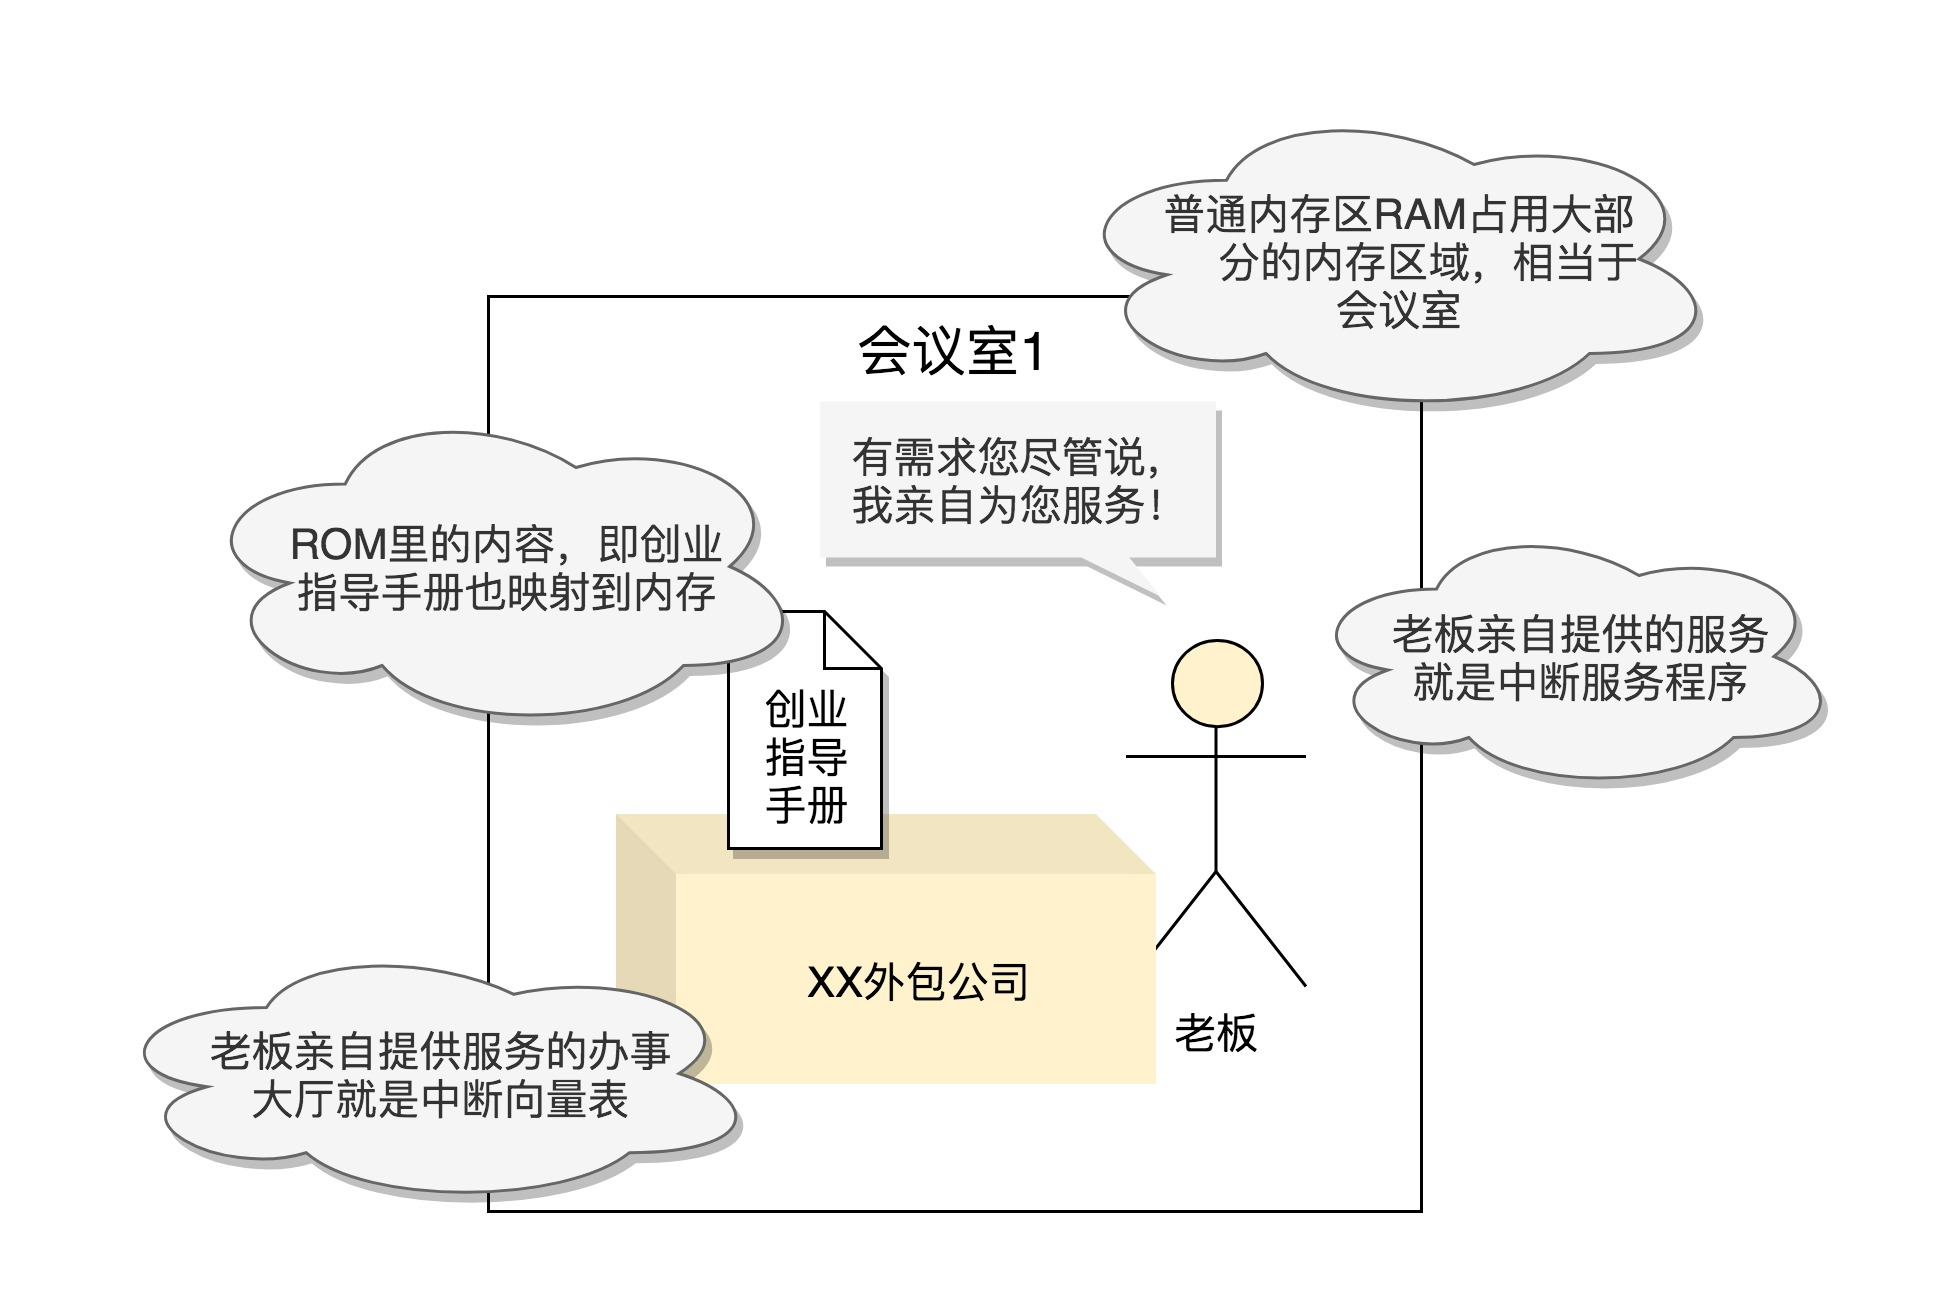 普通内存区RAM占用大部
分的内存区域，相当于
会议室
会议室1
有需求您尽管说，
我亲自为您服务！
ROM里的内容，即创业
指导手册也映射到内存
老板亲自提供的服务
就是中断服务程序
创业
指导
手册
XX外包公司
老板
老板亲自提供服务的办事
大厅就是中断向量表